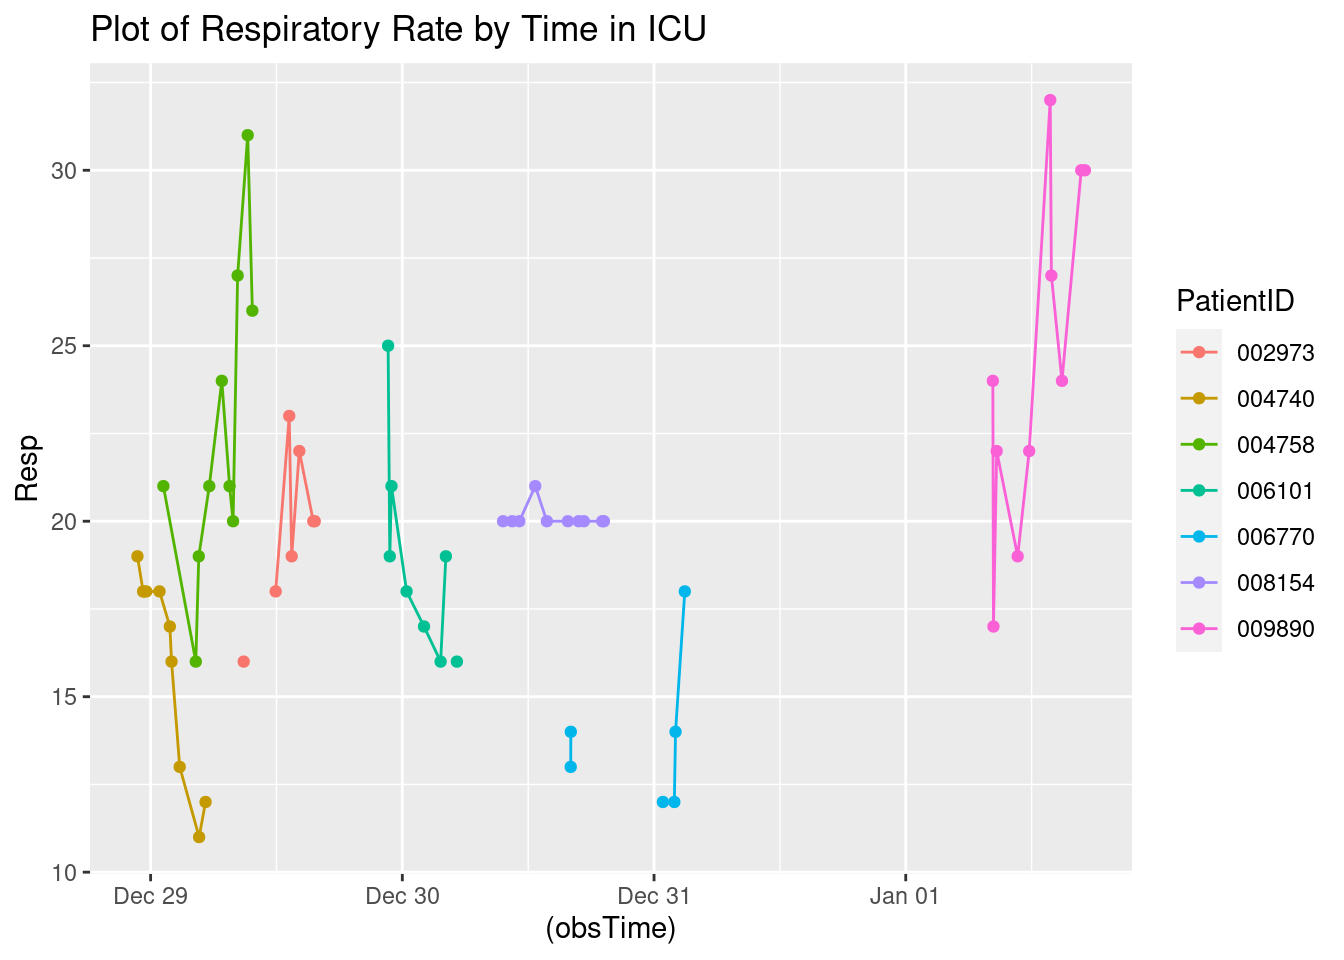 Plot of Respiratory Rate by Time in ICU
Resp
30
25
20
15
10
Dec 29
Dec 30
Dec 31
Jan 01
(obsTime)
PatientID
002973
004740
004758
006101
006770
008154
009890